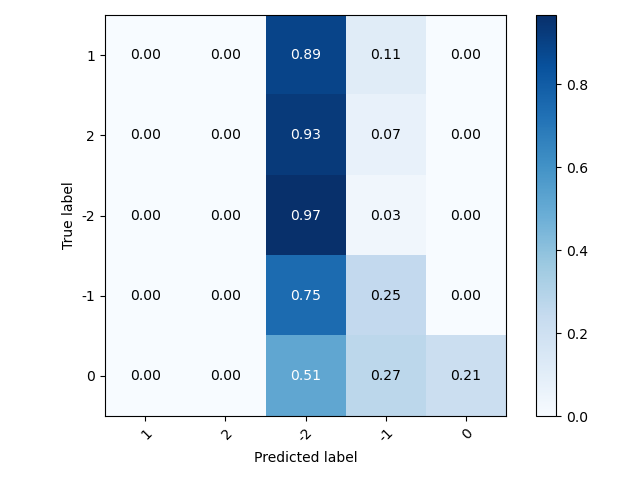 1 0.00 0.00 0.89 0.11 0.00
2 0.00 0.00 0.93 0.07 0.00
-2 0.00 0.00 0.97 0.03 0.00
-1 0.00 0.00 0.75 0.25 0.00
0 0.00 0.00 0.51 0.27 0.21
True label
1 2 -2 -1 0
Predicted label
0.8
0.6
0.4
0.2
0.0